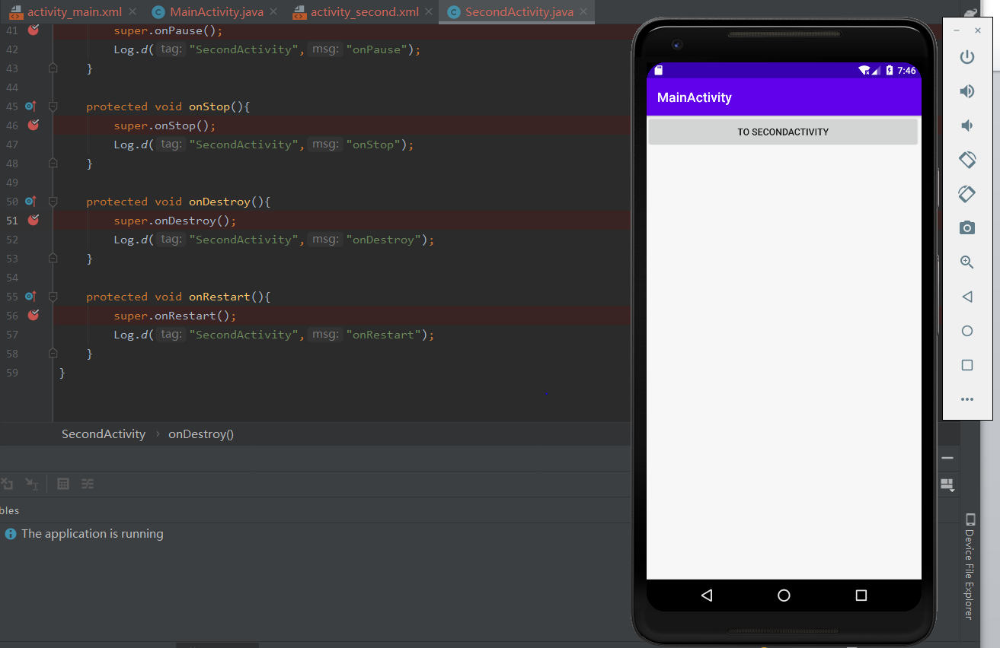 activity_main.xml MainActivity.java activity_second.xml SecondActivity.java
41 super.onPause();
42 Log.d( tag: "SecondActivity", msg: "onPause");
43 }
44
45 protected void onStop(){
46 super.onStop();
47 Log.d( tag: "SecondActivity", msg: "onStop");
48 }
49
50 protected void onDestroy(){
51 super.onDestroy();
52 Log.d( tag: "SecondActivity", msg: "onDestroy");
53 }
54
55 protected void onRestart(){
56 super.onRestart();
57 Log.d( tag: "SecondActivity", msg: "onRestart");
58 }
59 }
SecondActivity › onDestroy()
bles
The application is running
7:46
MainActivity
TO SECONDACTIVITY
Device File Explorer